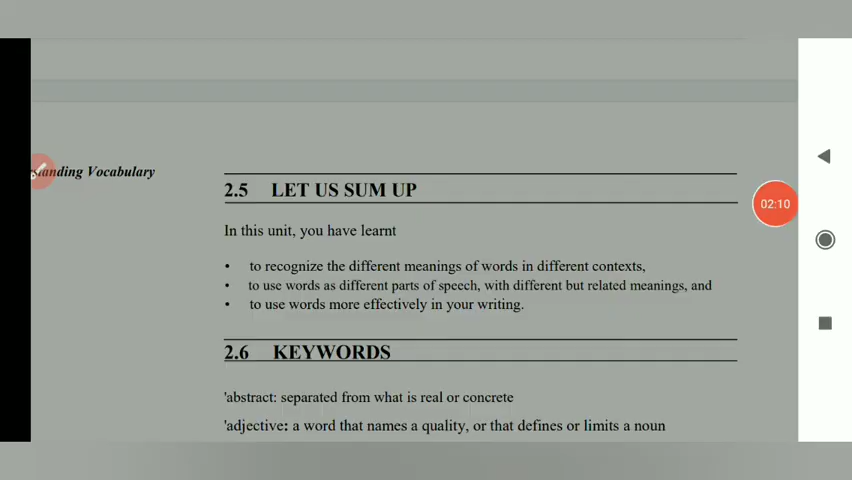 standing Vocabulary
2.5 LET US SUM UP
02:10
In this unit, you have learnt
• to recognize the different meanings of words in different contexts,
• to use words as different parts of speech, with different but related meanings, and
• to use words more effectively in your writing.
2.6 KEYWORDS
'abstract: separated from what is real or concrete
'adjective: a word that names a quality, or that defines or limits a noun